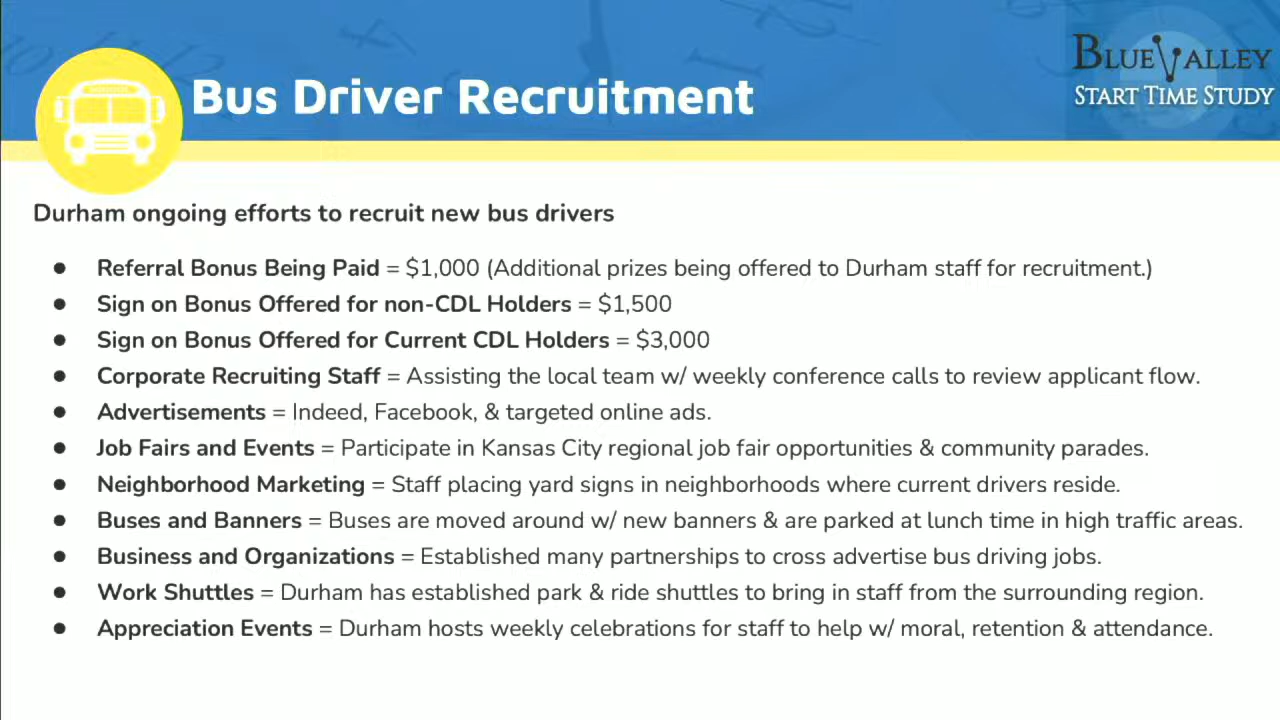 BLUE VALLEY
START TIME STUDY
Bus Driver Recruitment
Durham ongoing efforts to recruit new bus drivers
● Referral Bonus Being Paid = $1,000 (Additional prizes being offered to Durham staff for recruitment.)
● Sign on Bonus Offered for non-CDL Holders = $1,500
● Sign on Bonus Offered for Current CDL Holders = $3,000
● Corporate Recruiting Staff = Assisting the local team w/ weekly conference calls to review applicant flow.
● Advertisements = Indeed, Facebook, & targeted online ads.
● Job Fairs and Events = Participate in Kansas City regional job fair opportunities & community parades.
● Neighborhood Marketing = Staff placing yard signs in neighborhoods where current drivers reside.
● Buses and Banners = Buses are moved around w/ new banners & are parked at lunch time in high traffic areas.
● Business and Organizations = Established many partnerships to cross advertise bus driving jobs.
● Work Shuttles = Durham has established park & ride shuttles to bring in staff from the surrounding region.
● Appreciation Events = Durham hosts weekly celebrations for staff to help w/ moral, retention & attendance.